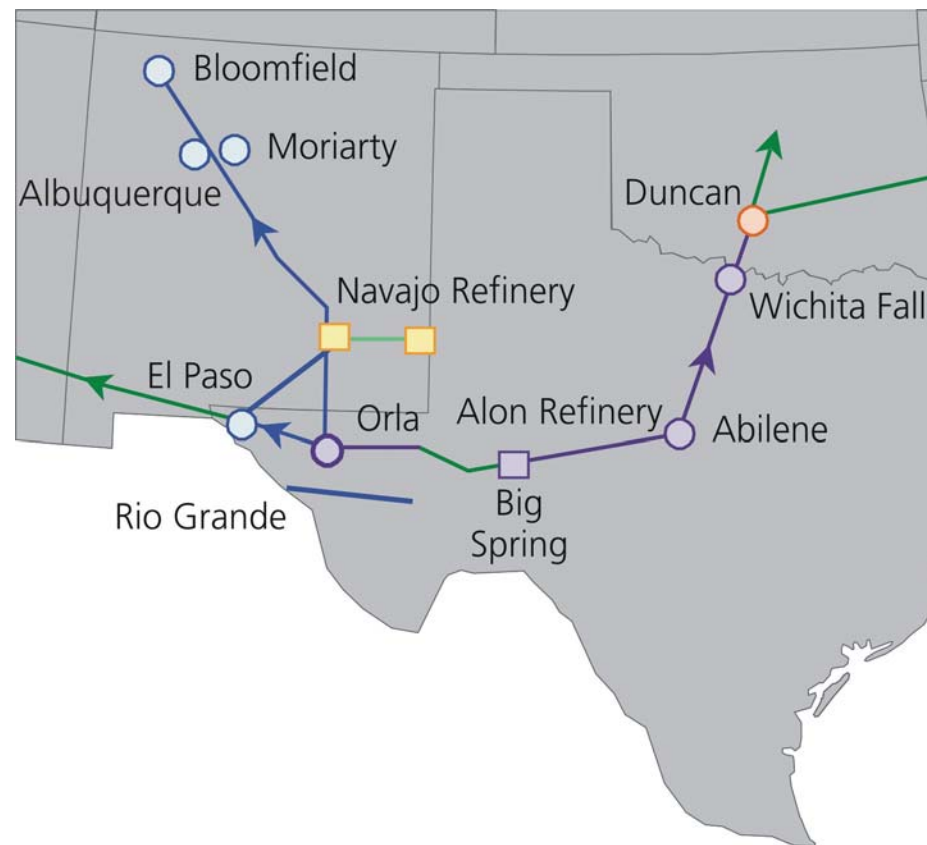 Bloomfield
Moriarty
Albuquerque
Duncan
Navajo Refinery
Wichita Fall
El Paso
Orla
Alon Refinery
Abilene
Rio Grande
Big
Spring